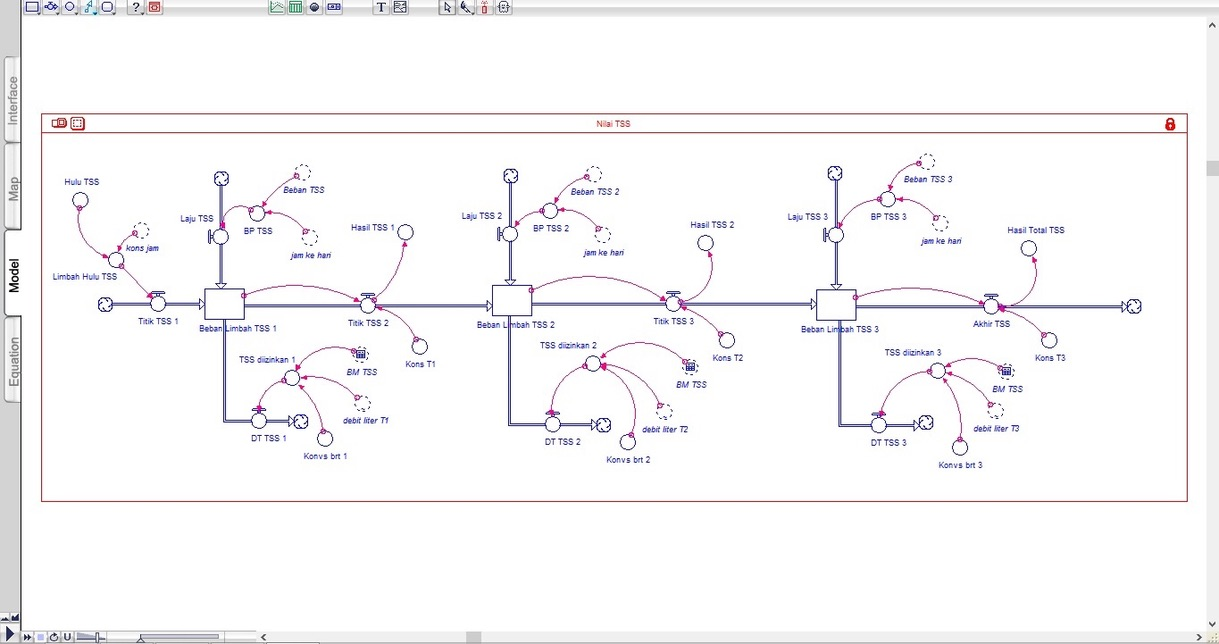 ?
T
Interface
Map
Model
Equation
Nilai TSS
Hulu TSS
kons jam
Limbah Hulu TSS
Titik TSS 1
Laju TSS
BP TSS
Beban TSS
jam ke hari
Hasil TSS 1
Beban Limbah TSS 1
Titik TSS 2
Kons T1
TSS diizinkan 1
BM TSS
debit liter T1
DT TSS 1
Konvs brt 1
Laju TSS 2
BP TSS 2
Beban TSS 2
jam ke hari
Hasil TSS 2
Beban Limbah TSS 2
Titik TSS 3
Kons T2
TSS diizinkan 2
BM TSS
debit liter T2
DT TSS 2
Konvs brt 2
Laju TSS 3
BP TSS 3
Beban TSS 3
jam ke hari
Hasil Total TSS
Beban Limbah TSS 3
Akhir TSS
Kons T3
TSS diizinkan 3
BM TSS
debit liter T3
DT TSS 3
Konvs brt 3
U